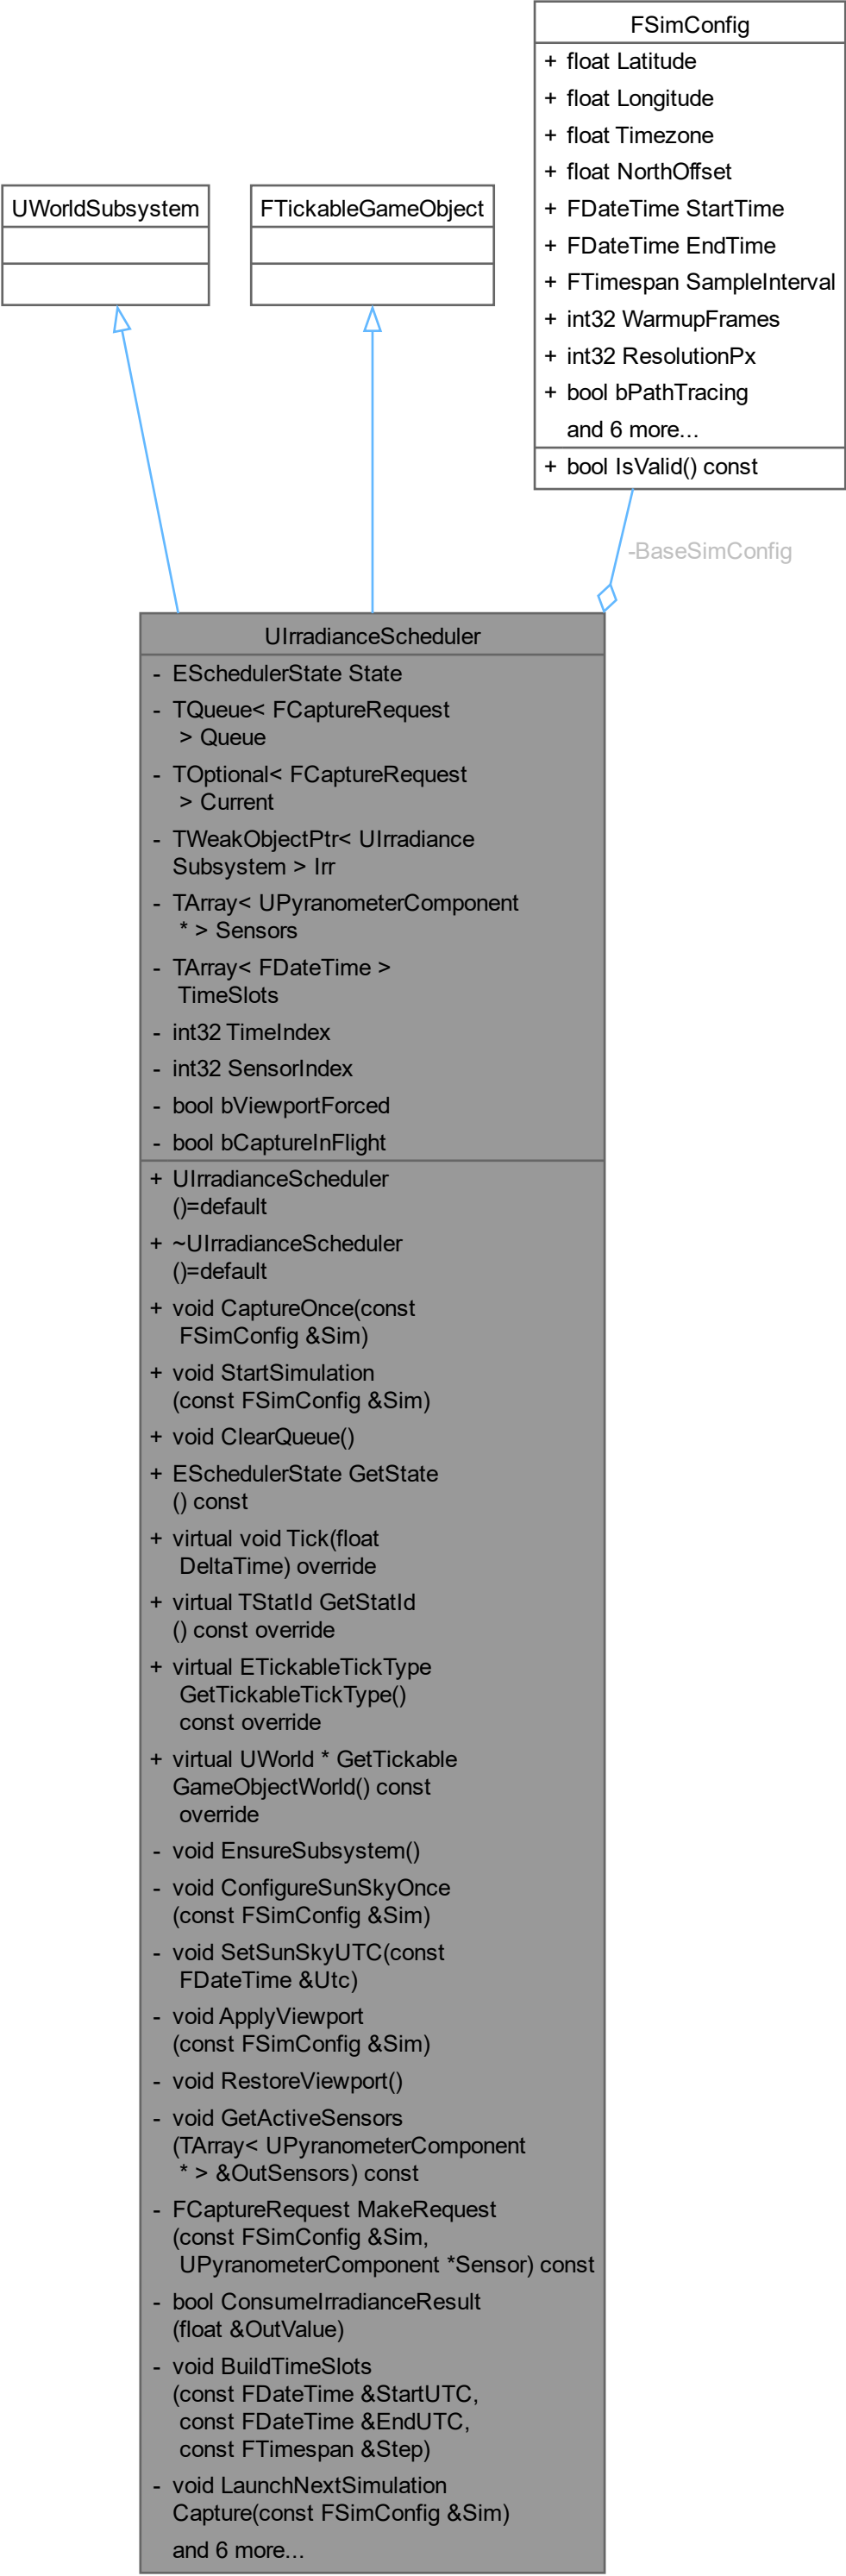 FSimConfig
+ float Latitude
+ float Longitude
+ float Timezone
+ float NorthOffset
+ FDateTime StartTime
+ FDateTime EndTime
+ FTimespan SampleInterval
+ int32 WarmupFrames
+ int32 ResolutionPx
+ bool bPathTracing
and 6 more...
+ bool IsValid() const
UWorldSubsystem
FTickableGameObject
-BaseSimConfig
UIrradianceScheduler
- ESchedulerState State
- TQueue< FCaptureRequest
> Queue
- TOptional< FCaptureRequest
> Current
- TWeakObjectPtr< UIrradiance
Subsystem > Irr
- TArray< UPyranometerComponent
* > Sensors
- TArray< FDateTime >
TimeSlots
- int32 TimeIndex
- int32 SensorIndex
- bool bViewportForced
- bool bCaptureInFlight
+ UIrradianceScheduler
()=default
+ ~UIrradianceScheduler
()=default
+ void CaptureOnce(const
FSimConfig &Sim)
+ void StartSimulation
(const FSimConfig &Sim)
+ void ClearQueue()
+ ESchedulerState GetState
() const
+ virtual void Tick(float
DeltaTime) override
+ virtual TStatId GetStatId
() const override
+ virtual ETickableTickType
GetTickableTickType()
const override
+ virtual UWorld * GetTickable
GameObjectWorld() const
override
- void EnsureSubsystem()
- void ConfigureSunSkyOnce
(const FSimConfig &Sim)
- void SetSunSkyUTC(const
FDateTime &Utc)
- void ApplyViewport
(const FSimConfig &Sim)
- void RestoreViewport()
- void GetActiveSensors
(TArray< UPyranometerComponent
* > &OutSensors) const
- FCaptureRequest MakeRequest
(const FSimConfig &Sim,
UPyranometerComponent *Sensor) const
- bool ConsumeIrradianceResult
(float &OutValue)
- void BuildTimeSlots
(const FDateTime &StartUTC,
const FDateTime &EndUTC,
const FTimespan &Step)
- void LaunchNextSimulation
Capture(const FSimConfig &Sim)
and 6 more...